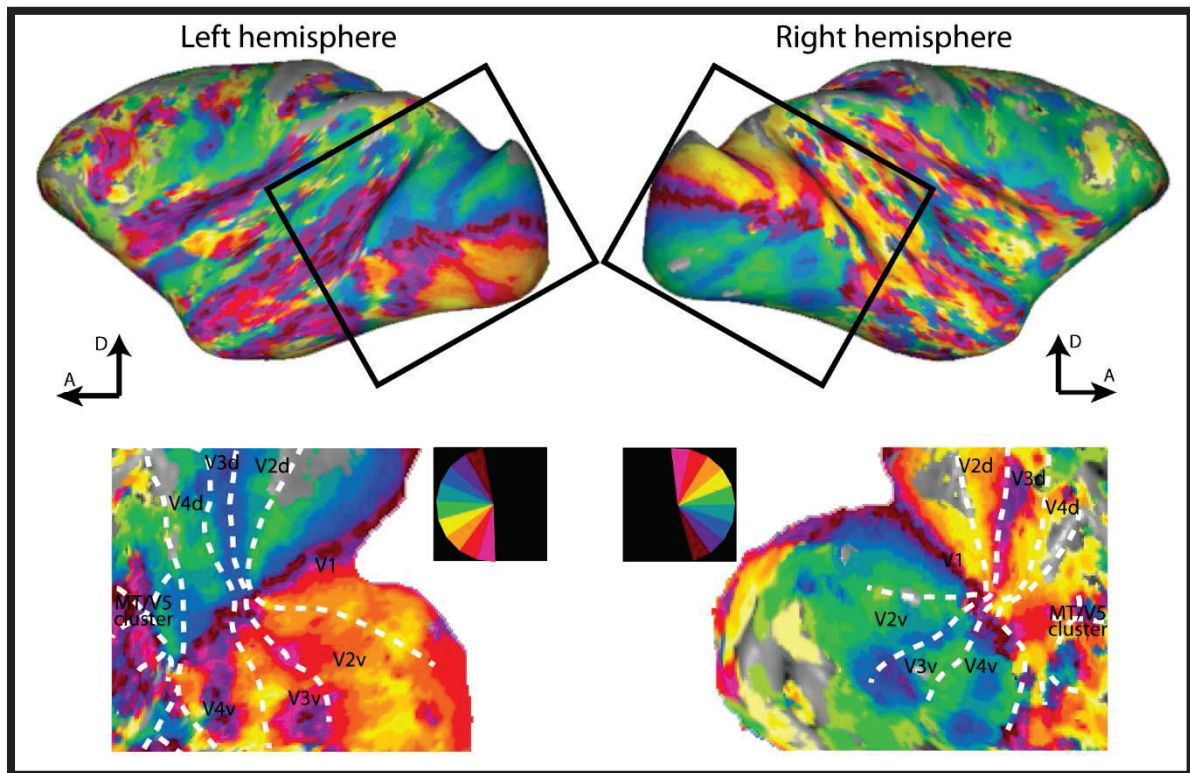 Left hemisphere
Right hemisphere
D
A
D
A
V3d
V2d
V4d
V1
MT/V5
cluster
V2v
V3v
V4v
V2d
V3d
V4d
V1
MT/V5
cluster
V2v
V3v
V4v